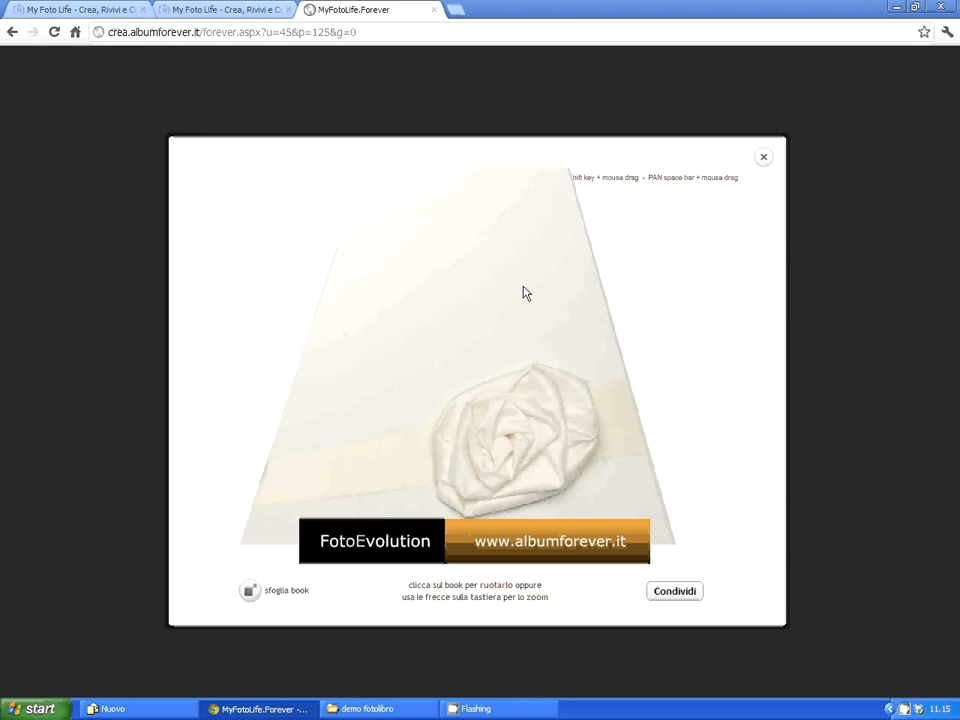 My Foto Life - Crea, Rivivi e C
My Foto Life - Crea, Rivivi e C
MyFotoLife.Forever
crea.albumforever.it/forever.aspx?u=45&p=125&g=0
hift key + mousa drag - PAN space bar + mousa drag
FotoEvolution
www.albumforever.it
sfoglia book
clicca sul book per ruotarlo oppure
usa le frecce sulla tastiera per lo zoom
Condividi
start
Nuovo
MyFotoLife.Forever -...
demo fotolibro
Flashing
11.15